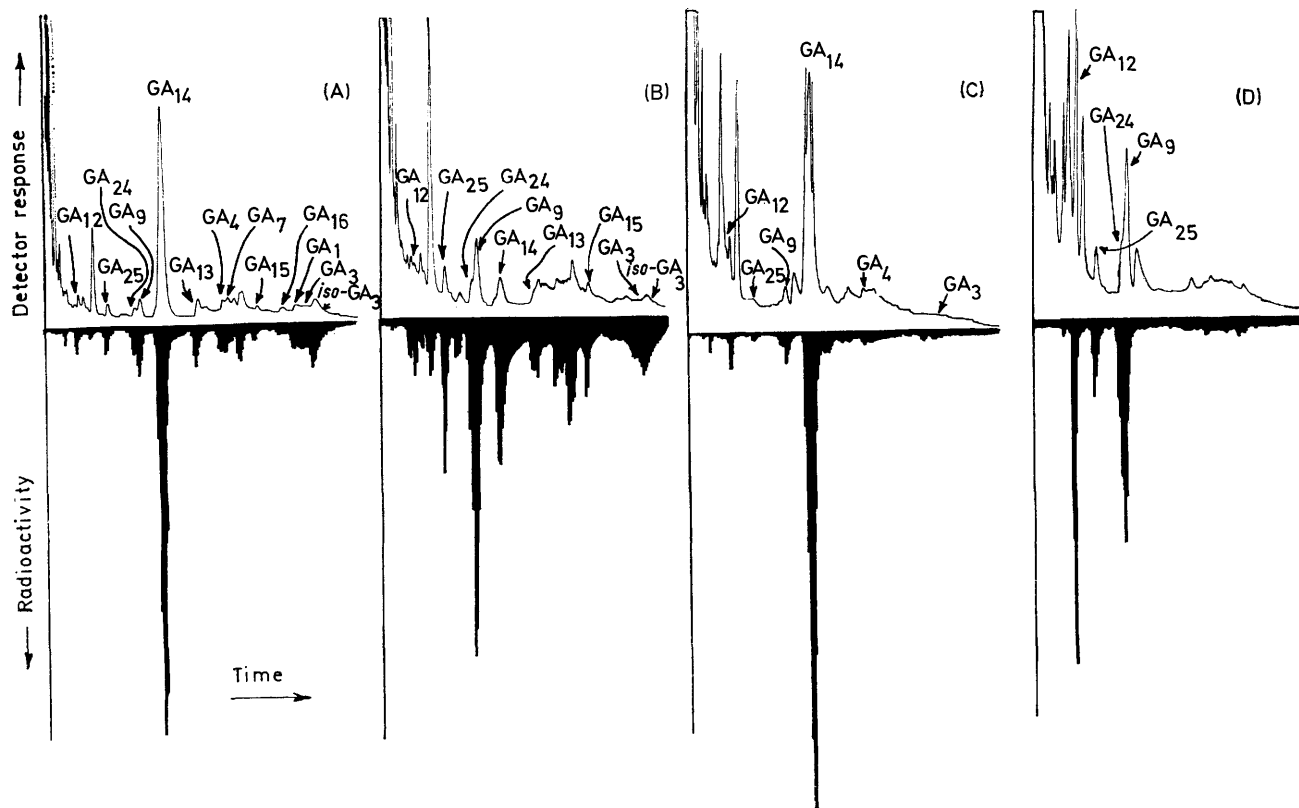 Detector response
Radioactivity
Time
(A)
GA12
GA24
GA25
GA9
GA14
GA13
GA4
GA7
GA15
GA16
GA1
GA3
iso-GA3
(B)
GA12
GA25
GA24
GA9
GA14
GA13
GA15
GA3
iso-GA3
(C)
GA12
GA25
GA9
GA14
GA4
GA3
(D)
GA12
GA24
GA9
GA25